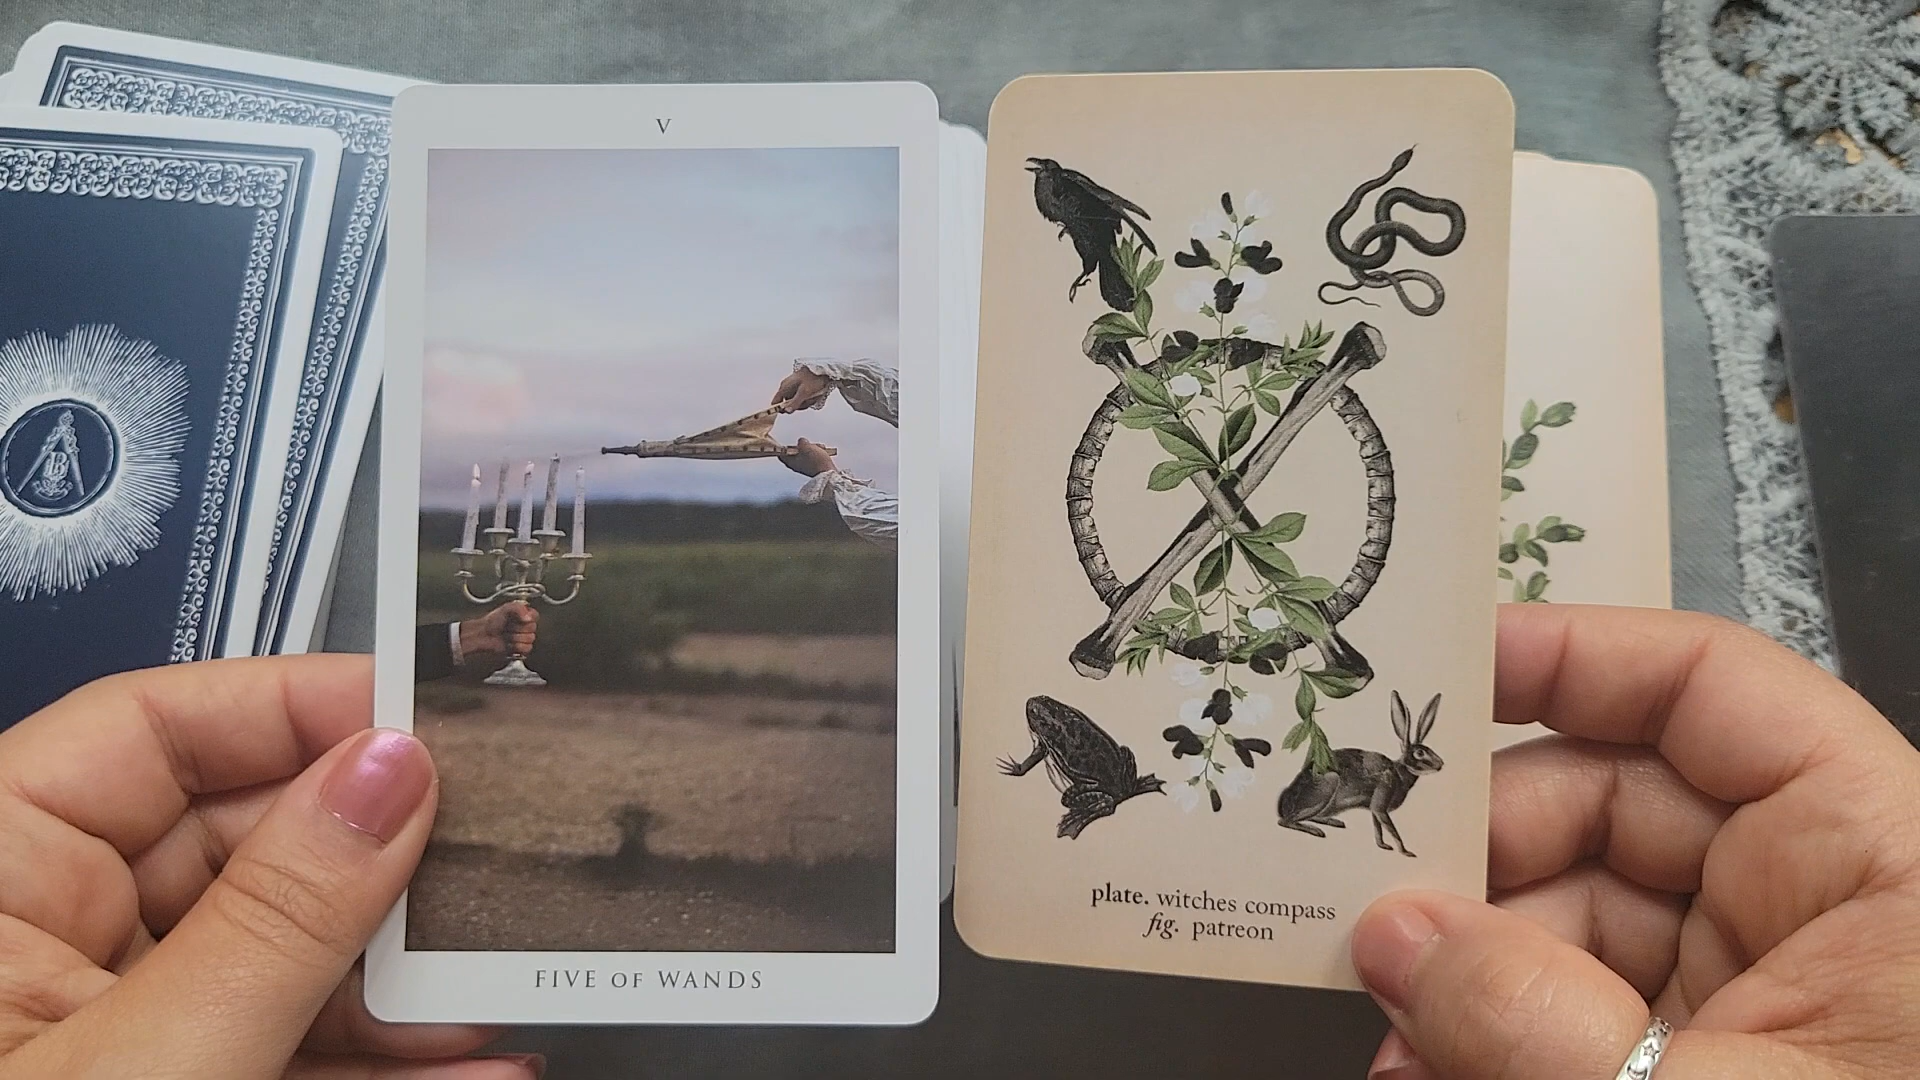 V
FIVE OF WANDS
plate. witches compass
fig. patreon